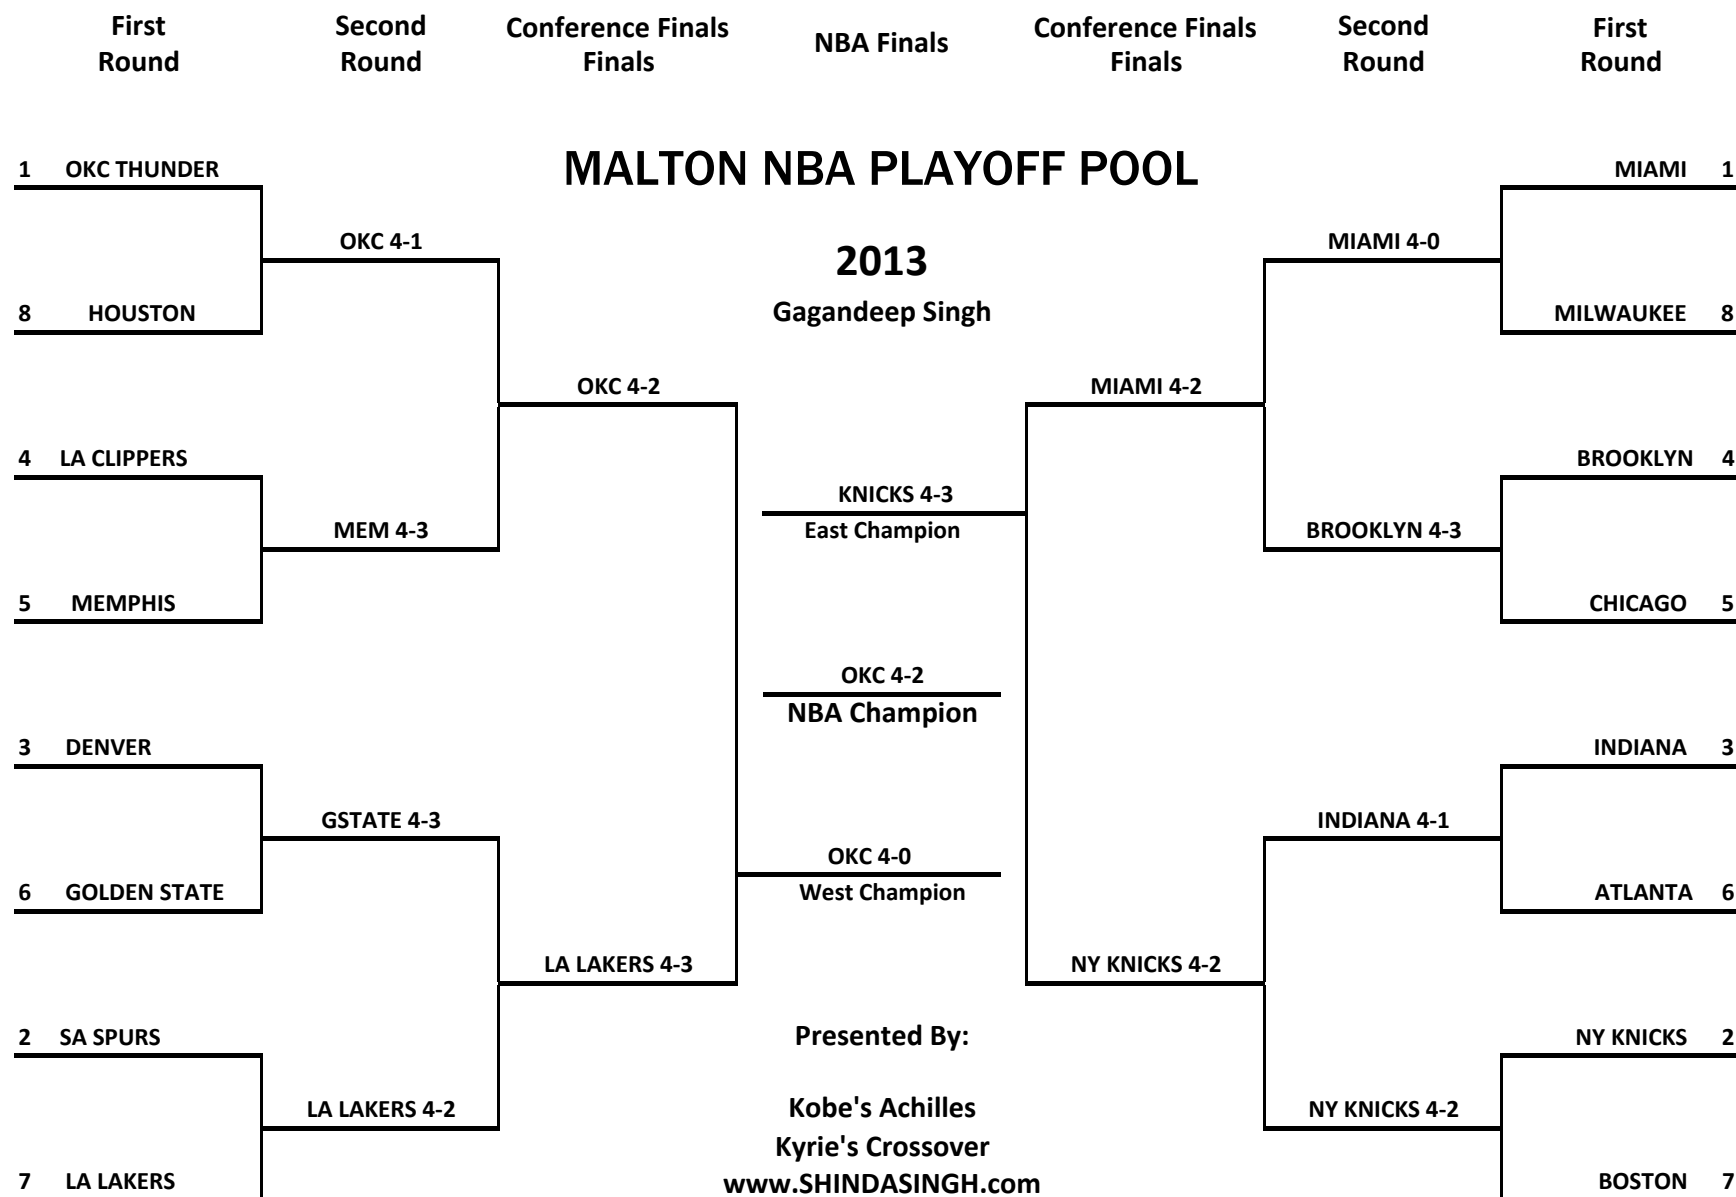 First Second Conference Finals NBA Finals Conference Finals Second First
Round Round Finals Finals Round Round
MALTON NBA PLAYOFF POOL
1 OKC THUNDER MIAMI 1
OKC 4-1 2013 MIAMI 4-0
8 HOUSTON Gagandeep Singh MILWAUKEE 8
OKC 4-2 MIAMI 4-2
4 LA CLIPPERS BROOKLYN 4
KNICKS 4-3
MEM 4-3 East Champion BROOKLYN 4-3
5 MEMPHIS CHICAGO 5
OKC 4-2
NBA Champion
3 DENVER INDIANA 3
GSTATE 4-3 INDIANA 4-1
OKC 4-0
6 GOLDEN STATE West Champion ATLANTA 6
LA LAKERS 4-3 NY KNICKS 4-2
2 SA SPURS Presented By: NY KNICKS 2
LA LAKERS 4-2 Kobe's Achilles NY KNICKS 4-2
Kyrie's Crossover
7 LA LAKERS www.SHINDASINGH.com BOSTON 7